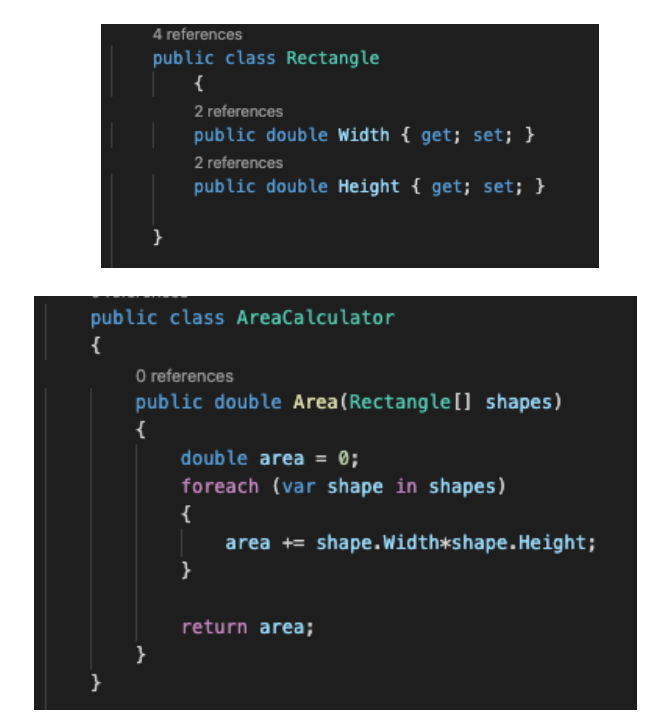 4 references
public class Rectangle
{
2 references
public double Width { get; set; }
2 references
public double Height { get; set; }
}
references
public class AreaCalculator
{
0 references
public double Area(Rectangle[] shapes)
{
double area = 0;
foreach (var shape in shapes)
{
area += shape.Width*shape.Height;
}
return area;
}
}